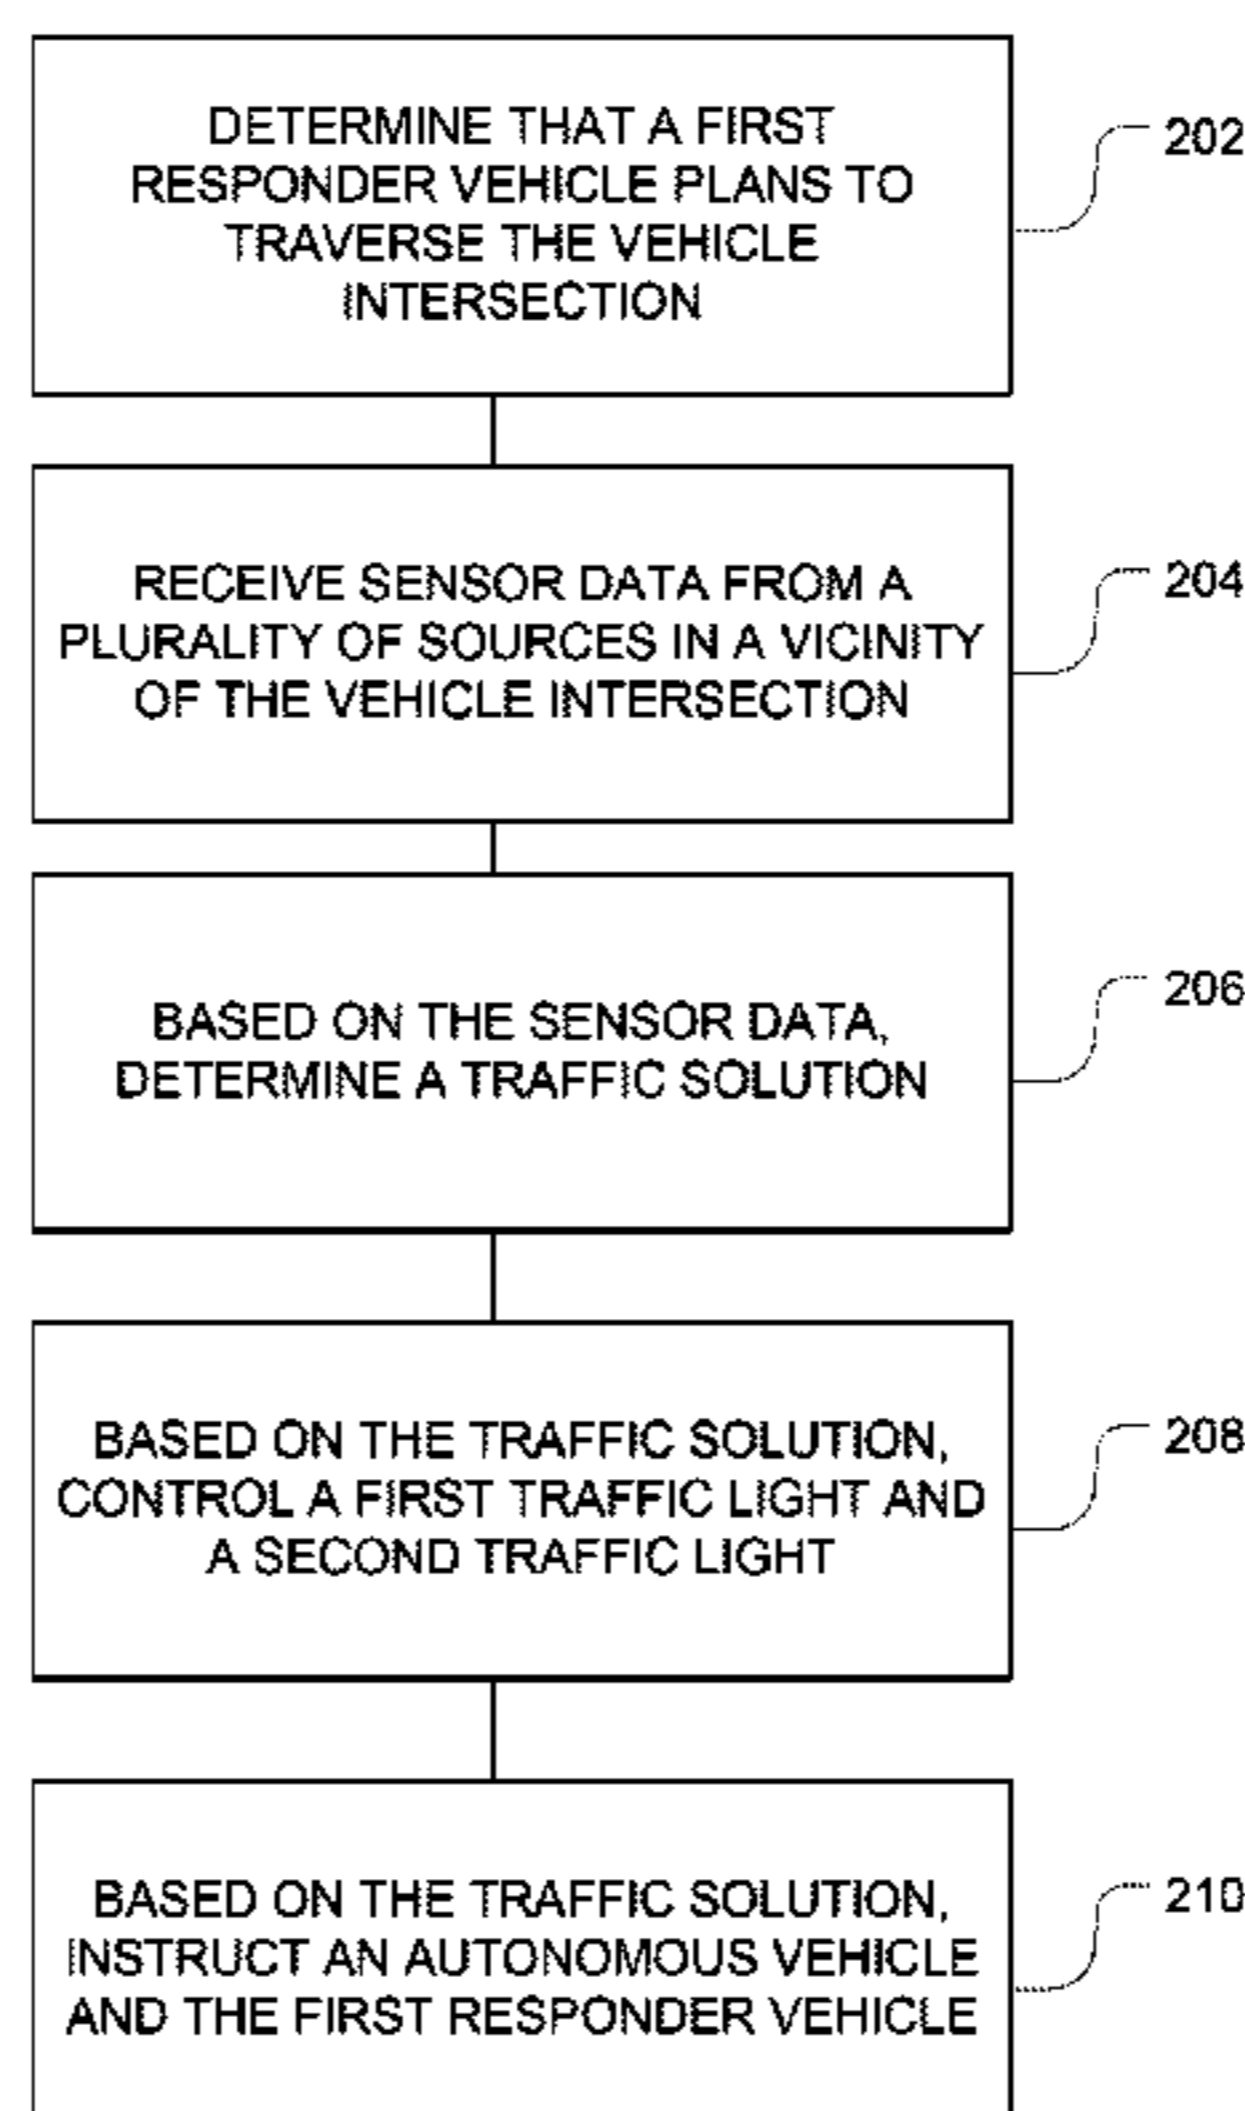 DETERMINE THAT A FIRST
RESPONDER VEHICLE PLANS TO
TRAVERSE THE VEHICLE
INTERSECTION
202
RECEIVE SENSOR DATA FROM A
PLURALITY OF SOURCES IN A VICINITY
OF THE VEHICLE INTERSECTION
204
BASED ON THE SENSOR DATA,
DETERMINE A TRAFFIC SOLUTION
206
BASED ON THE TRAFFIC SOLUTION,
CONTROL A FIRST TRAFFIC LIGHT AND
A SECOND TRAFFIC LIGHT
208
BASED ON THE TRAFFIC SOLUTION,
INSTRUCT AN AUTONOMOUS VEHICLE
AND THE FIRST RESPONDER VEHICLE
210